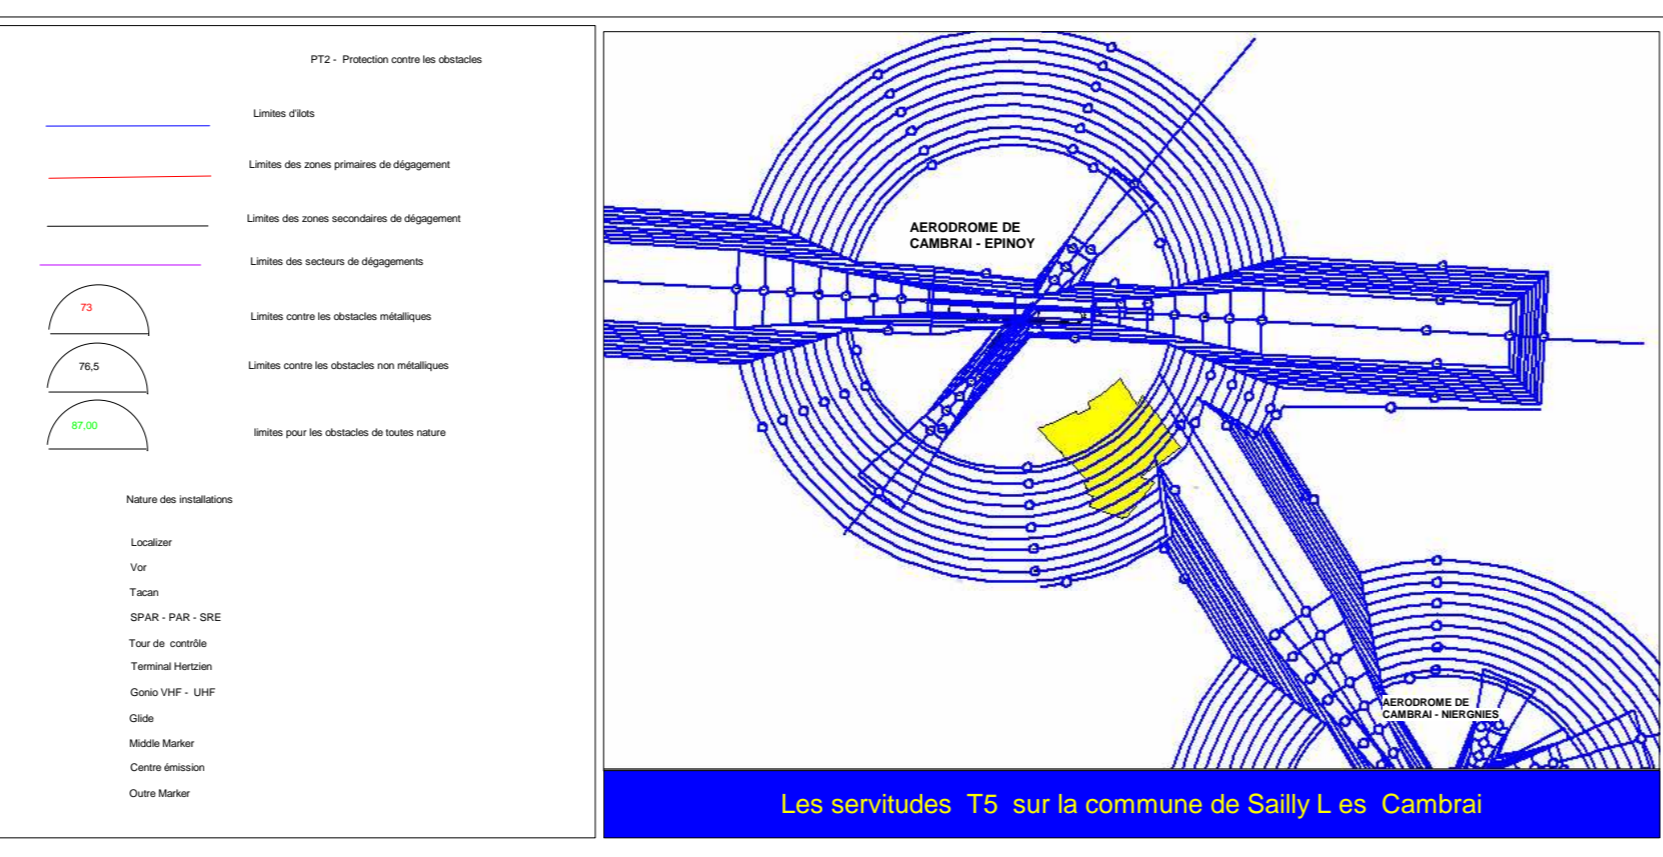 PT2 - Protection contre les obstacles
Limites d'ilots
Limites des zones primaires de dégagement
Limites des zones secondaires de dégagement
Limites des secteurs de dégagements
73
Limites contre les obstacles métalliques
76,5
Limites contre les obstacles non métalliques
87,00
limites pour les obstacles de toutes nature
Nature des installations
Localizer
Vor
Tacan
SPAR - PAR - SRE
Tour de contrôle
Terminal Hertzien
Gonio VHF - UHF
Glide
Middle Marker
Centre émission
Outre Marker
AERODROME DE
CAMBRAI - EPINOY
AERODROME DE
CAMBRAI - NIERGNIES
Les servitudes T5 sur la commune de Sailly L es Cambrai